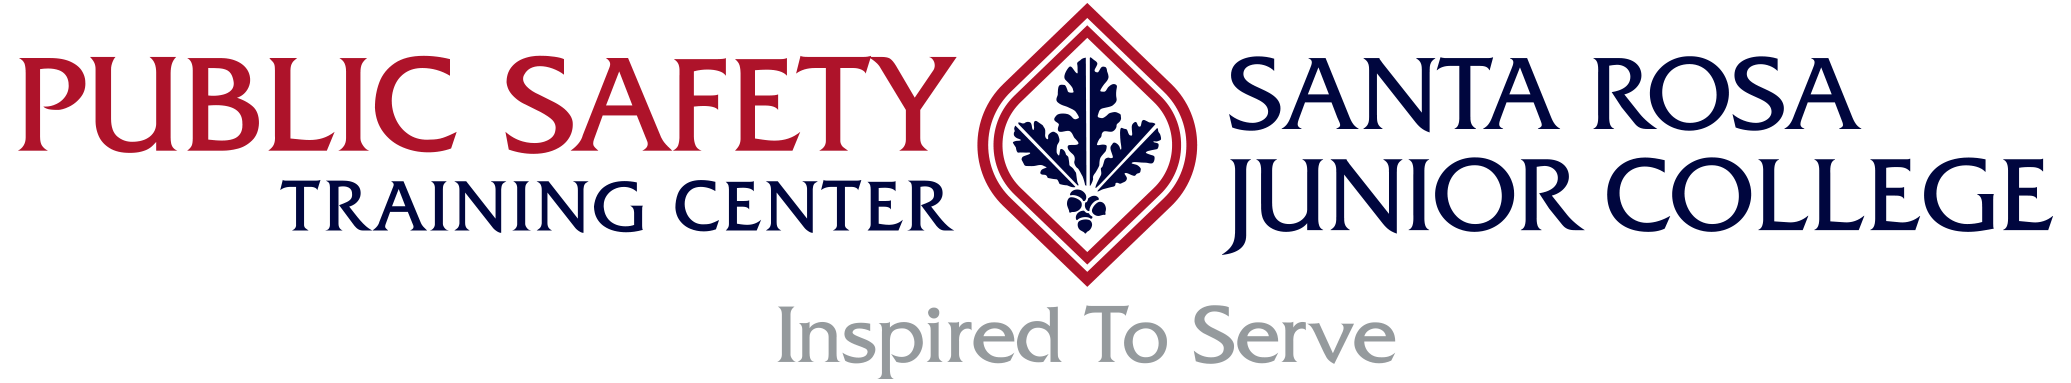 PUBLIC SAFETY
TRAINING CENTER
SANTA ROSA
JUNIOR COLLEGE
Inspired To Serve